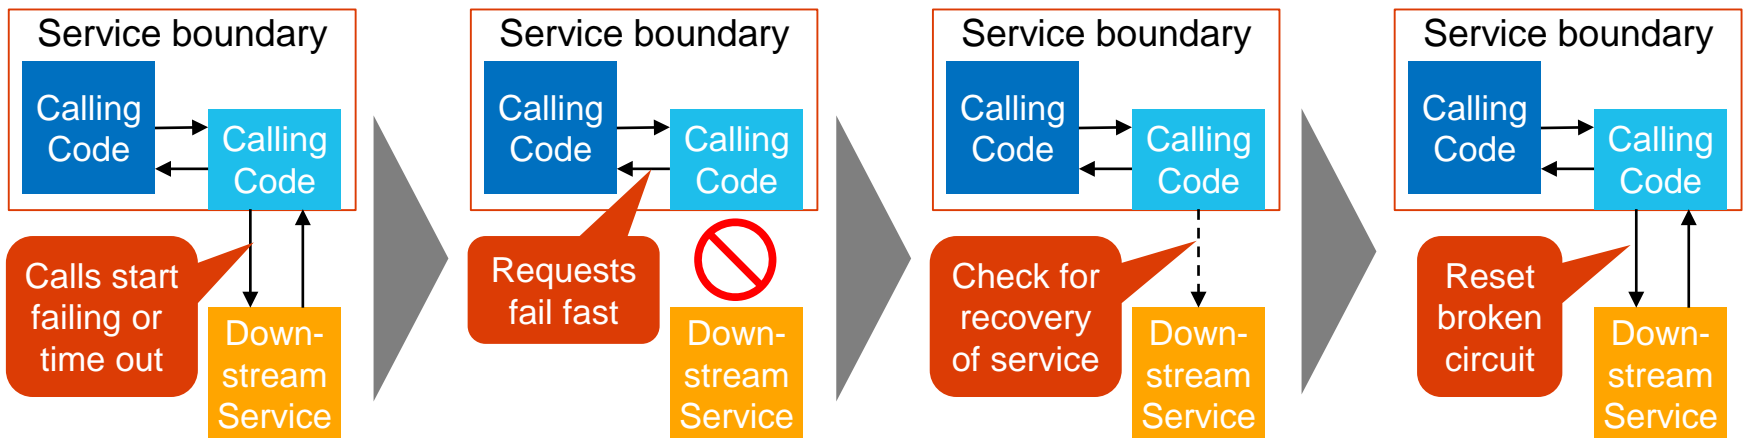 Service boundary
Calling
Code
Calling
Code
Calls start
failing or
time out
Down-
stream
Service
Service boundary
Calling
Code
Calling
Code
Requests
fail fast
Down-
stream
Service
Service boundary
Calling
Code
Calling
Code
Check for
recovery
of service
Down-
stream
Service
Service boundary
Calling
Code
Calling
Code
Reset
broken
circuit
Down-
stream
Service